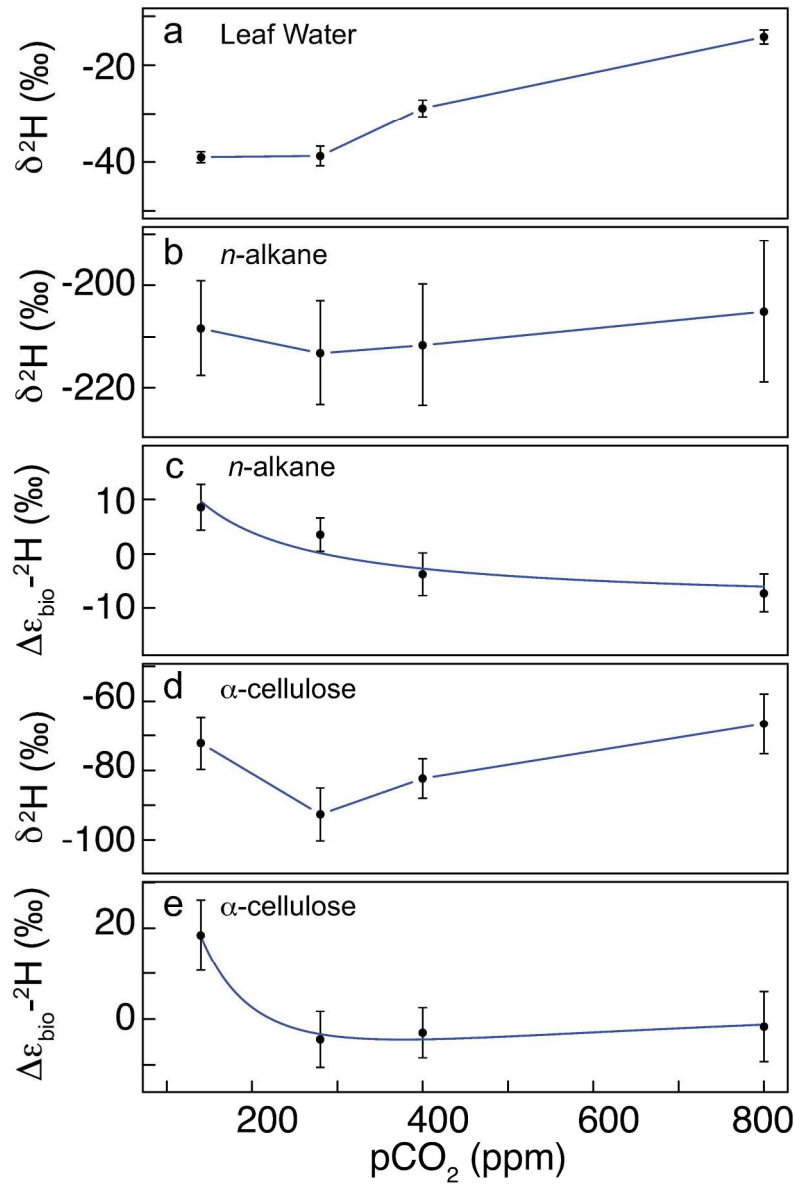 a Leaf Water
δ²H (‰)
-20
-40
b n-alkane
δ²H (‰)
-200
-220
c n-alkane
Δε_bio-²H (‰)
10
0
-10
d α-cellulose
δ²H (‰)
-60
-80
-100
e α-cellulose
Δε_bio-²H (‰)
20
0
200 400 600 800
pCO₂ (ppm)